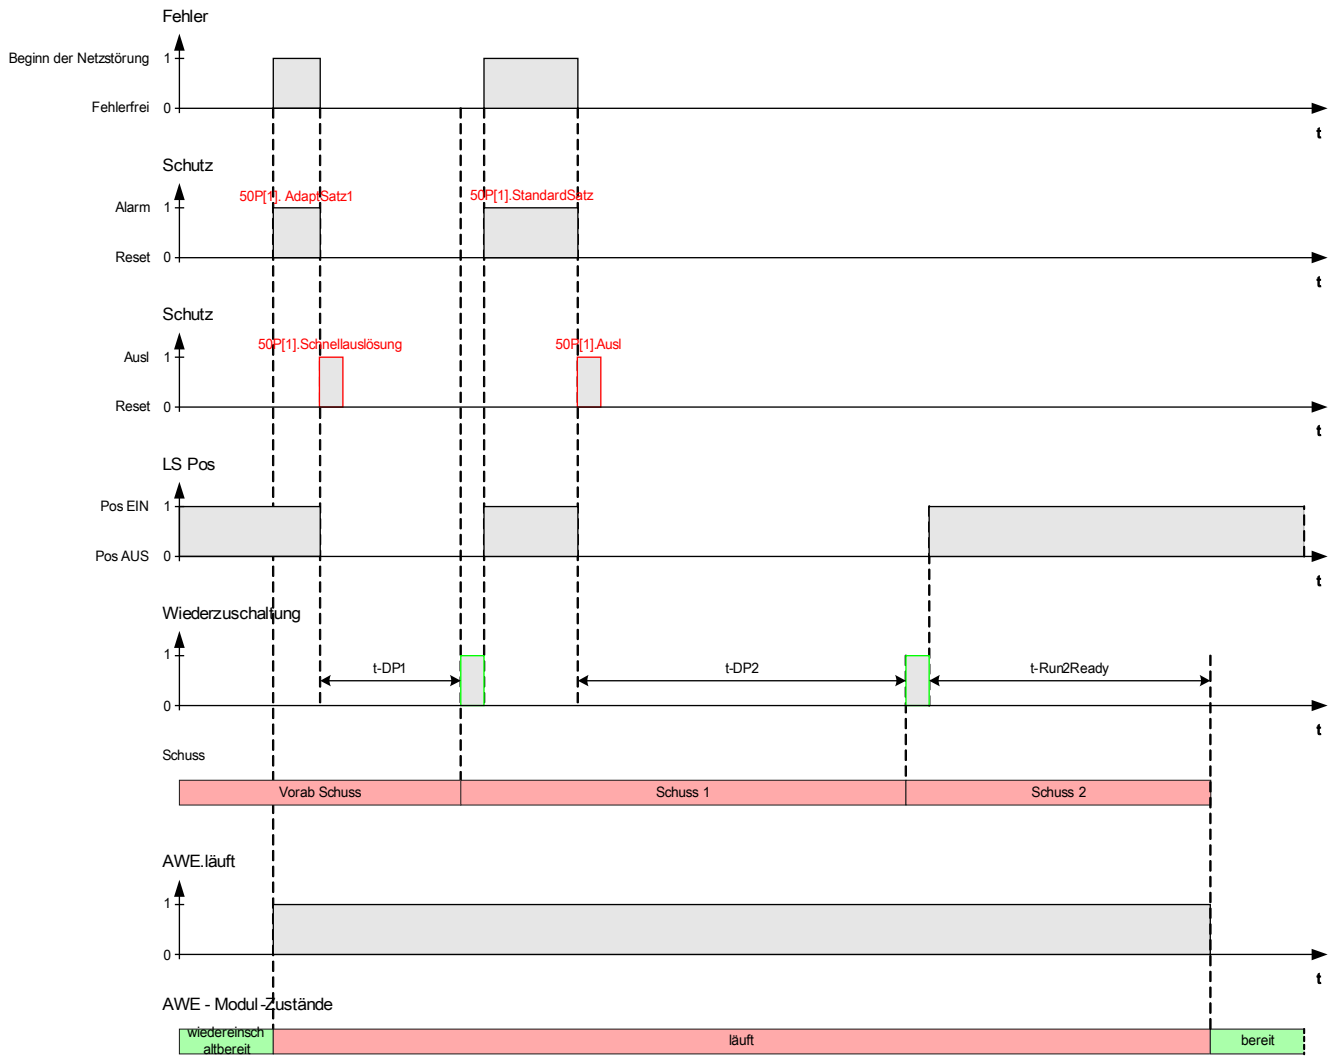 Fehler
Beginn der Netzstörung 1
Fehlerfrei 0
t
Schutz
50P[1]. AdaptSatz1 50P[1].StandardSatz
Alarm 1
Reset 0
t
Schutz
50P[1].Schnellauslösung 50P[1].Ausl
Ausl 1
Reset 0
t
LS Pos
Pos EIN 1
Pos AUS 0
t
Wiederzuschaltung
1
t-DP1 t-DP2 t-Run2Ready
0
t
Schuss
Vorab Schuss Schuss 1 Schuss 2
AWE.läuft
1
0
t
AWE - Modul-Zustände
wiedereinsch
altbereit
läuft bereit